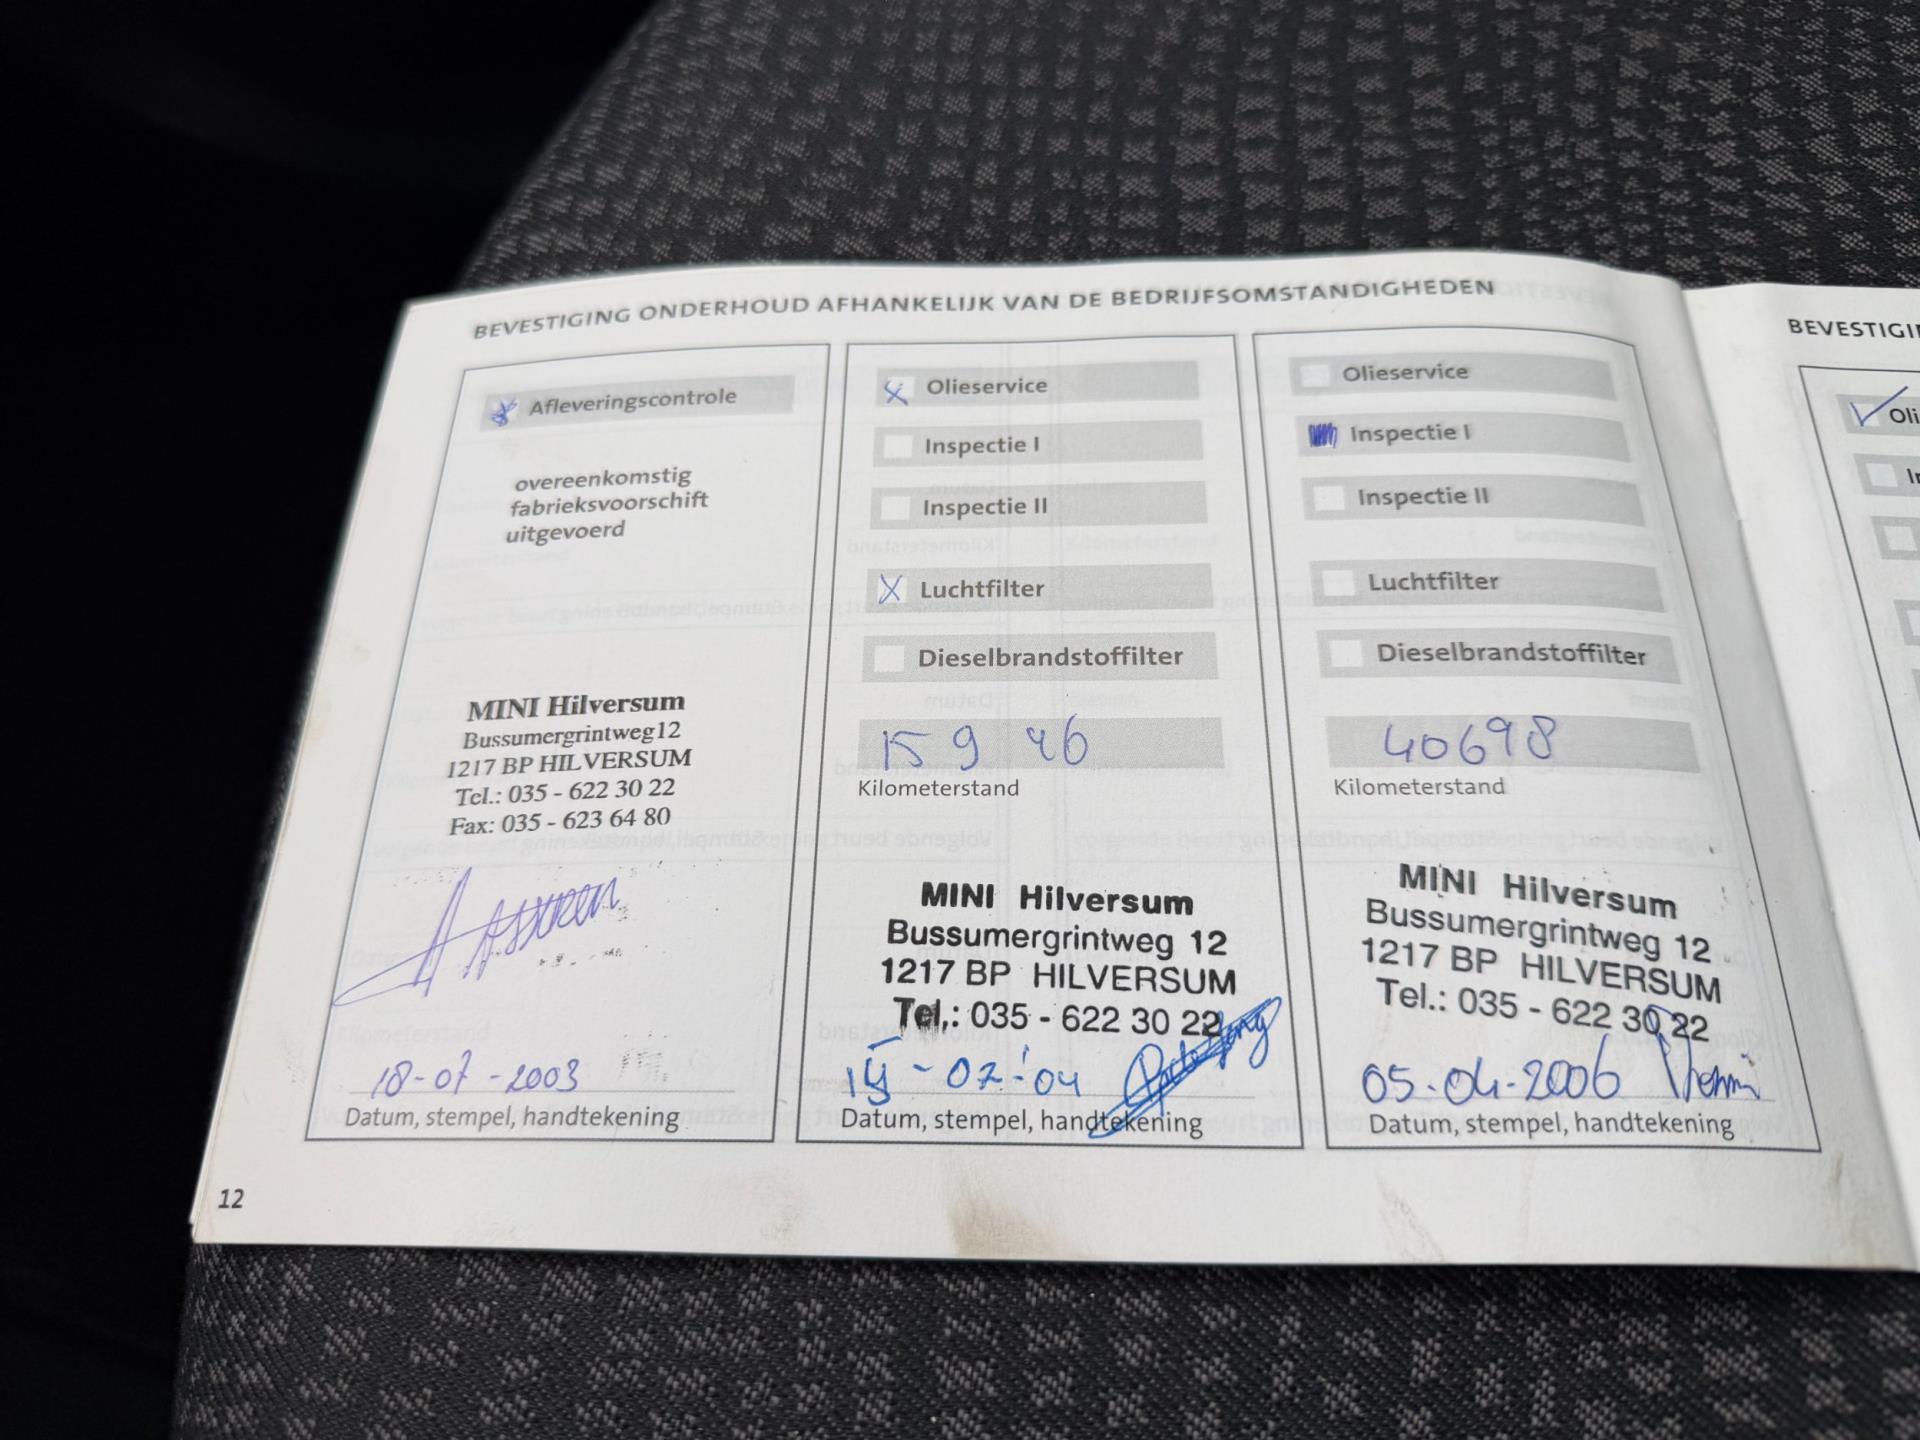 BEVESTIGING ONDERHOUD AFHANKELIJK VAN DE BEDRIJFSOMSTANDIGHEDEN
Afleveringscontrole
overeenkomstig
fabrieksvoorschift
uitgevoerd
MINI Hilversum
Bussumergrintweg12
1217 BP HILVERSUM
Tel.: 035 - 622 30 22
Fax: 035 - 623 64 80
18-07-2003
Datum, stempel, handtekening
Olieservice
Inspectie I
Inspectie II
Luchtfilter
Dieselbrandstoffilter
Kilometerstand
MINI Hilversum
Bussumergrintweg 12
1217 BP HILVERSUM
Tel.: 035 - 622 30 22
Datum, stempel, handtekening
Olieservice
Inspectie I
Inspectie II
Luchtfilter
Dieselbrandstoffilter
40698
Kilometerstand
MINI Hilversum
Bussumergrintweg 12
1217 BP HILVERSUM
Tel.: 035 - 622 30 22
05-04-2006
Datum, stempel, handtekening
12
BEVESTIGI
Oli